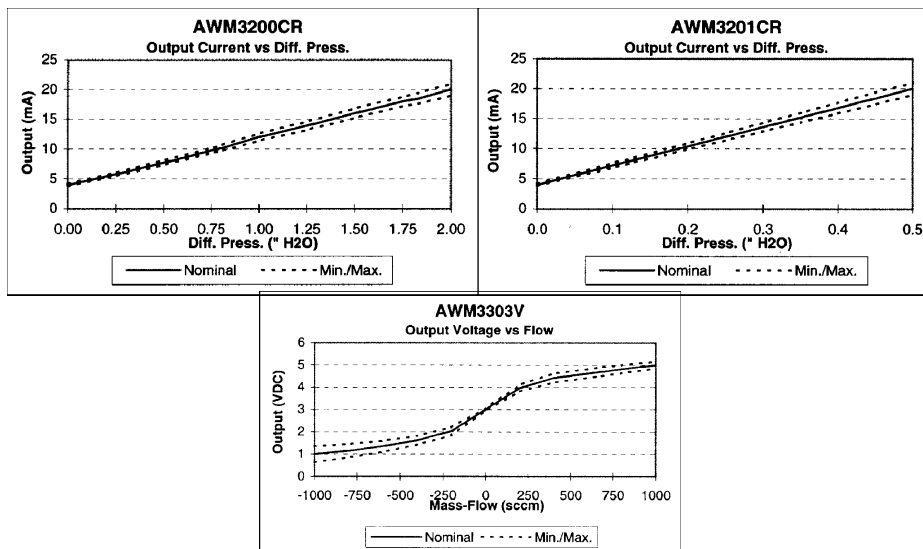 AWM3200CR
Output Current vs Diff. Press.
Output (mA)
25
20
15
10
5
0
0.00 0.25 0.50 0.75 1.00 1.25 1.50 1.75 2.00
Diff. Press. (" H2O)
Nominal Min./Max.
AWM3201CR
Output Current vs Diff. Press.
Output (mA)
25
20
15
10
5
0
0.0 0.1 0.2 0.3 0.4 0.5
Diff. Press. (" H2O)
Nominal Min./Max.
AWM3303V
Output Voltage vs Flow
Output (VDC)
6
5
4
3
2
1
0
-1000 -750 -500 -250 0 250 500 750 1000
Mass-Flow (sccm)
Nominal Min./Max.